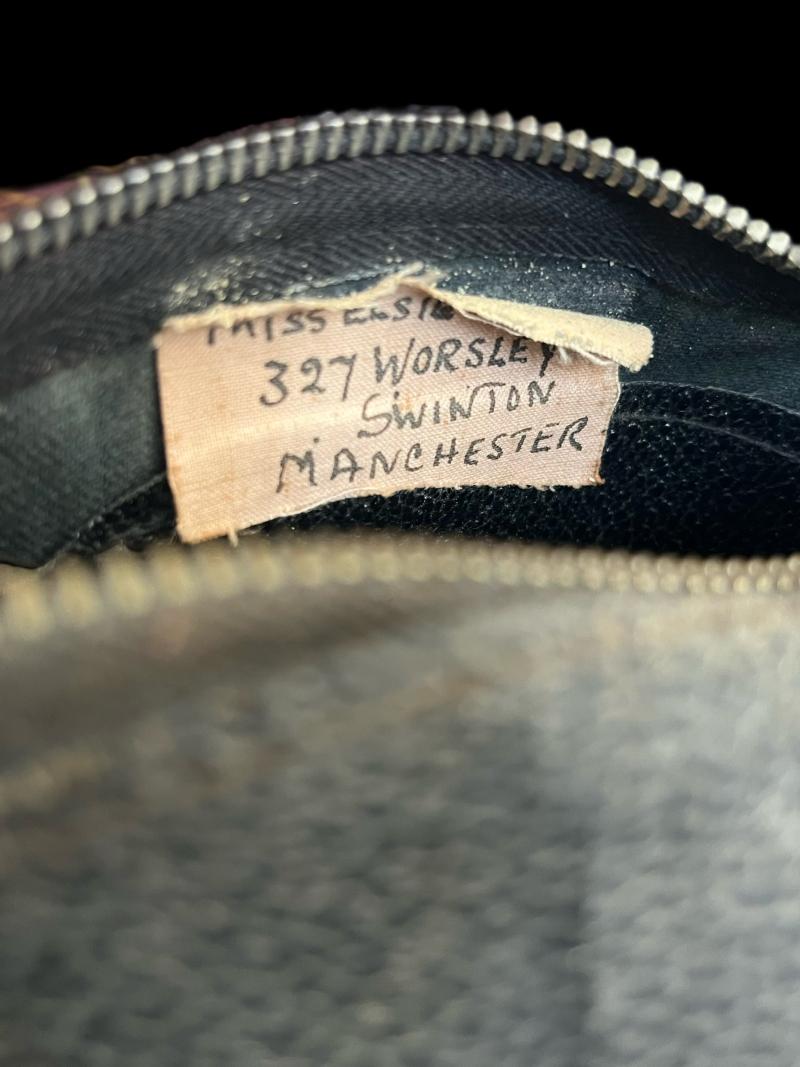 MISS ELSIE
327 WORSLEY
SWINTON
MANCHESTER